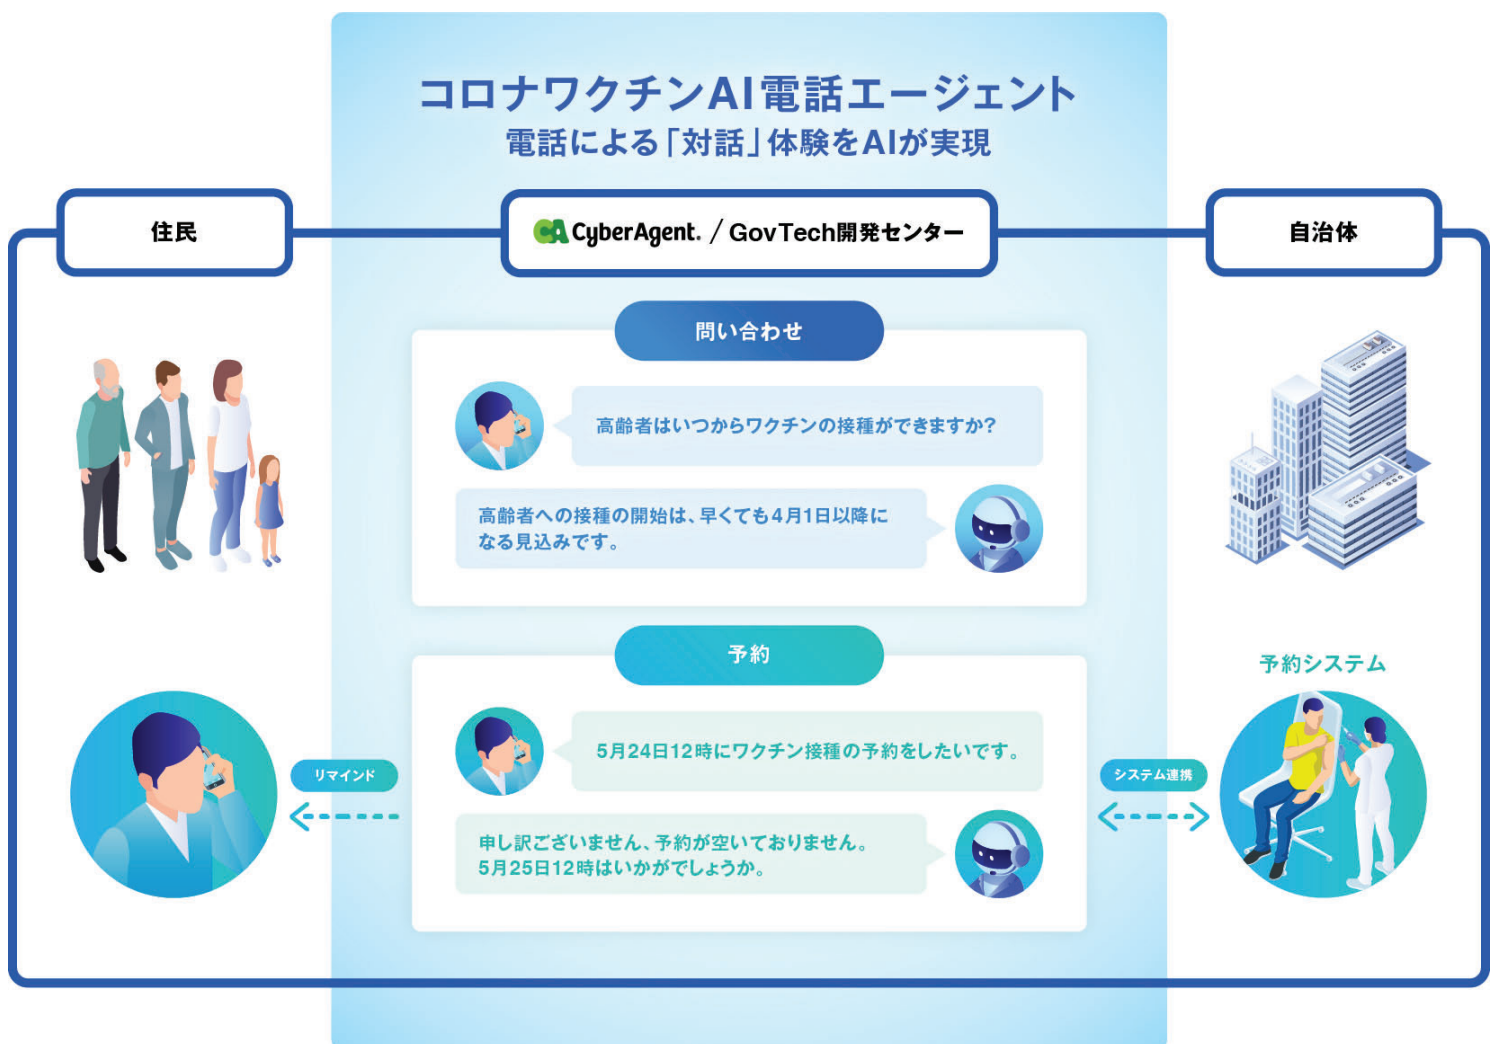 コロナワクチンAI電話エージェント
電話による「対話」体験をAIが実現
住民
CA CyberAgent. / GovTech開発センター
自治体
問い合わせ
高齢者はいつからワクチンの接種ができますか?
高齢者への接種の開始は、早くても4月1日以降に
なる見込みです。
予約
予約システム
5月24日12時にワクチン接種の予約をしたいです。
リマインド
システム連携
申し訳ございません、予約が空いておりません。
5月25日12時はいかがでしょうか。